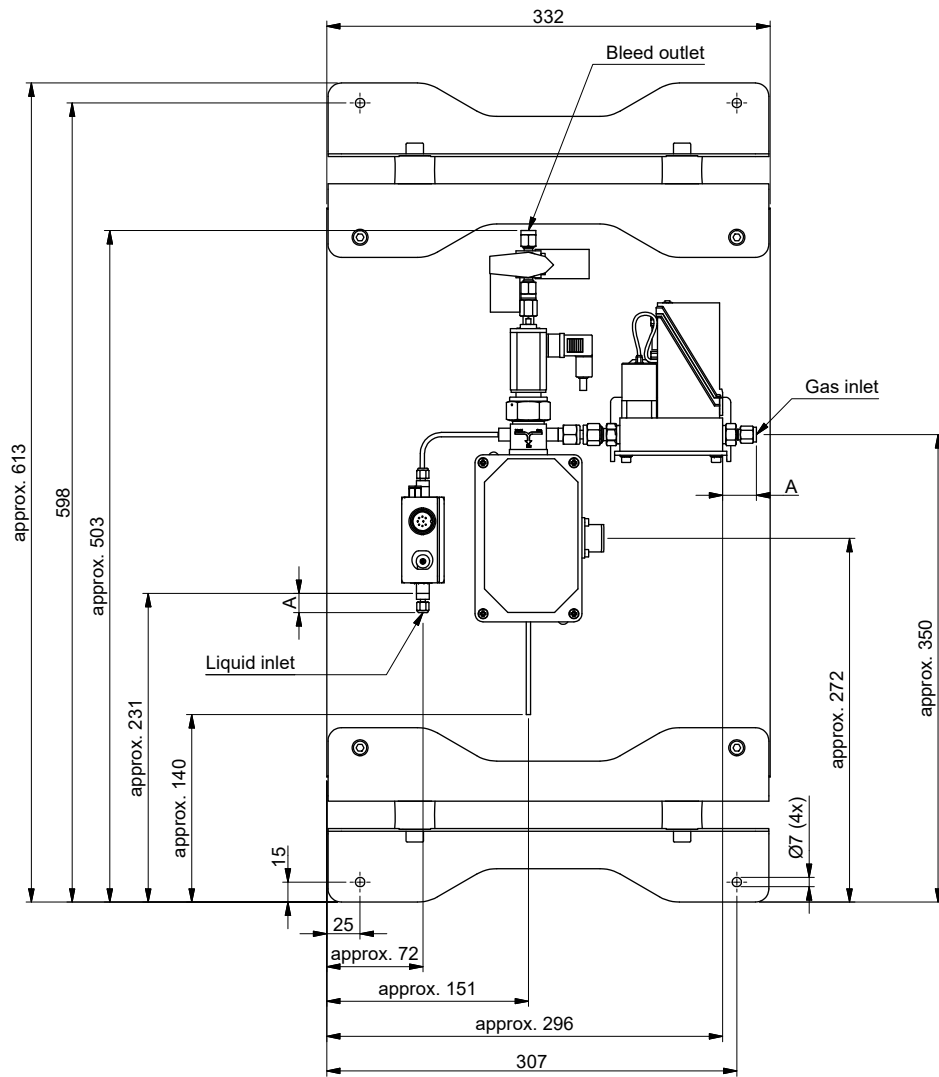 332
Bleed outlet
Gas inlet
A
approx. 613
598
approx. 503
A
Liquid inlet
approx. 231
approx. 140
approx. 272
approx. 350
15
Ø7 (4x)
25
approx. 72
approx. 151
approx. 296
307